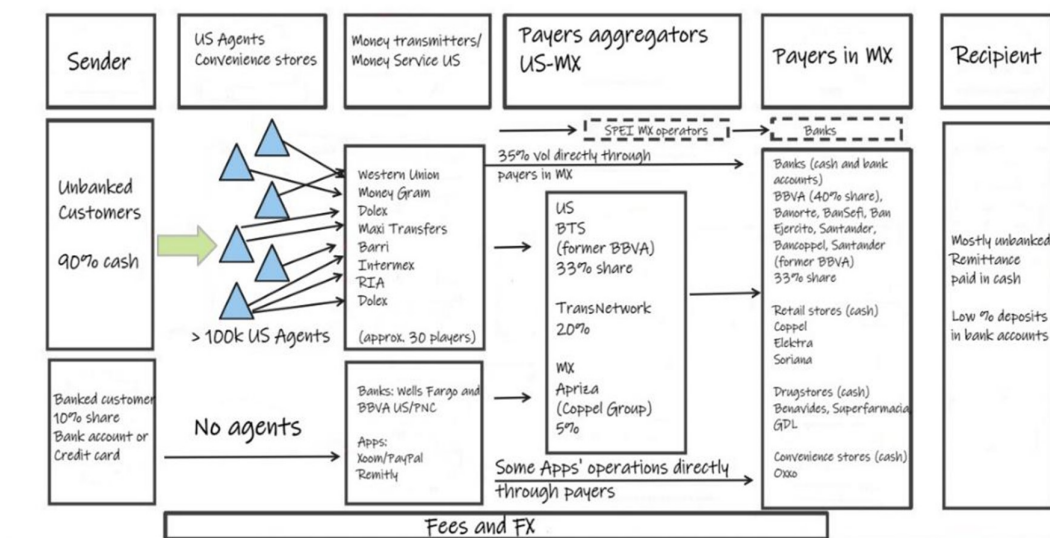 Sender
US Agents
Convenience stores
Money transmitters/
Money Service US
Payers aggregators
US-MX
Payers in MX
Recipient
Unbanked
Customers
90% cash
> 100k US Agents
Western Union
Money Gram
Dolex
Maxi Transfers
Barri
Intermex
RIA
Dolex
(approx. 30 players)
SPEI MX operators
Banks
35% vol directly through
payers in MX
US
BTS
(former BBVA)
33% share
TransNetwork
20%
MX
Apriza
(Coppel Group)
5%
Banks (cash and bank
accounts)
BBVA (40% share),
Banorte, BanSefi, Ban
Ejercito, Santander,
Bancoppel, Santander
(former BBVA)
33% share
Retail stores (cash)
Coppel
Elektra
Soriana
Drugstores (cash)
Benavides, Superfarmacia
GDL
Convenience stores (cash)
Oxxo
Mostly unbanked
Remittance
paid in cash
Low % deposits
in bank accounts
Banked customer
10% share
Bank account or
Credit card
No agents
Banks: Wells Fargo and
BBVA US/PNC
Apps:
Xoom/PayPal
Remitly
Some Apps' operations directly
through payers
Fees and FX